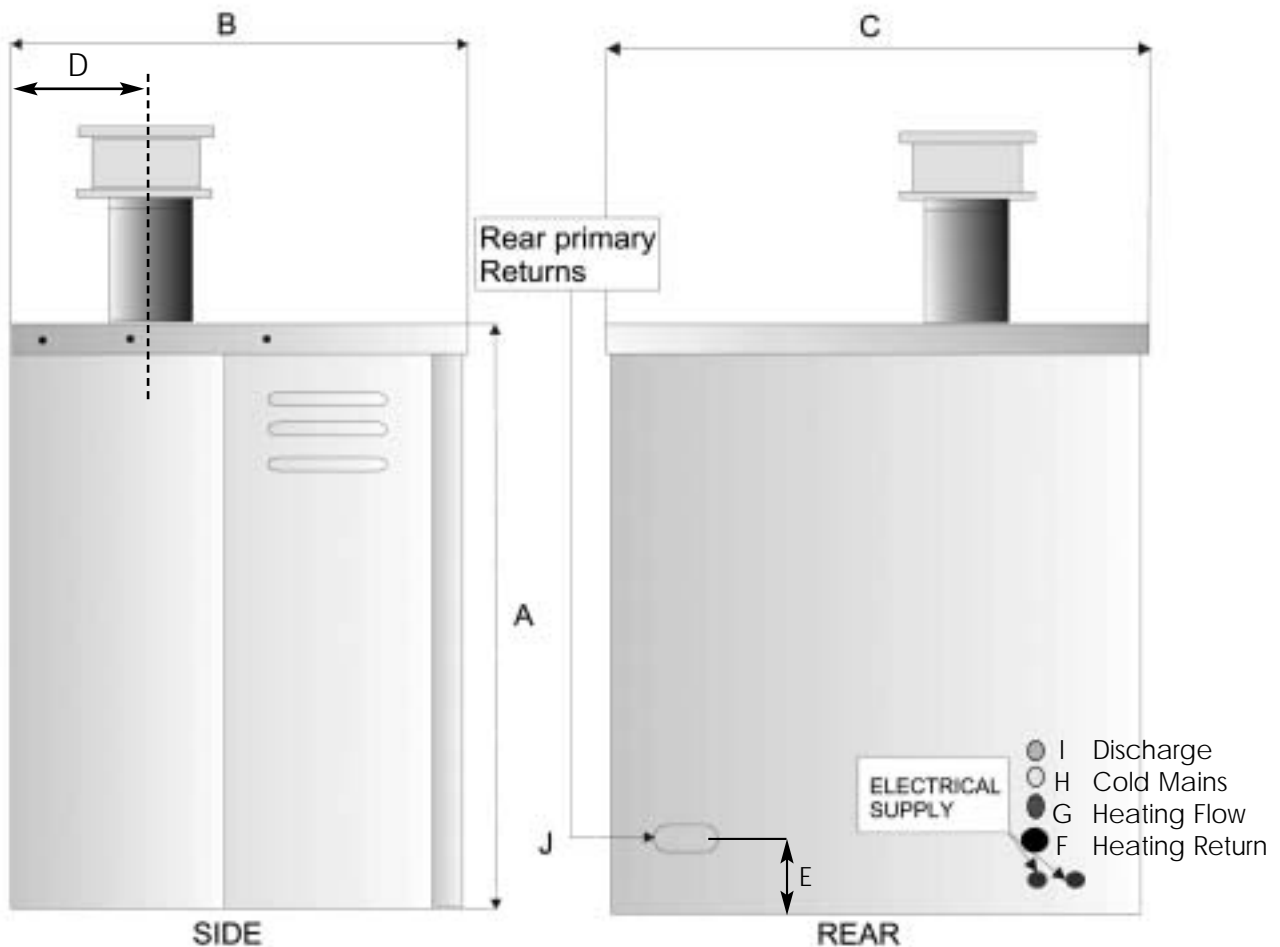 B
C
D
Rear primary
Returns
A
I Discharge
H Cold Mains
G Heating Flow
F Heating Return
ELECTRICAL
SUPPLY
J
E
SIDE
REAR